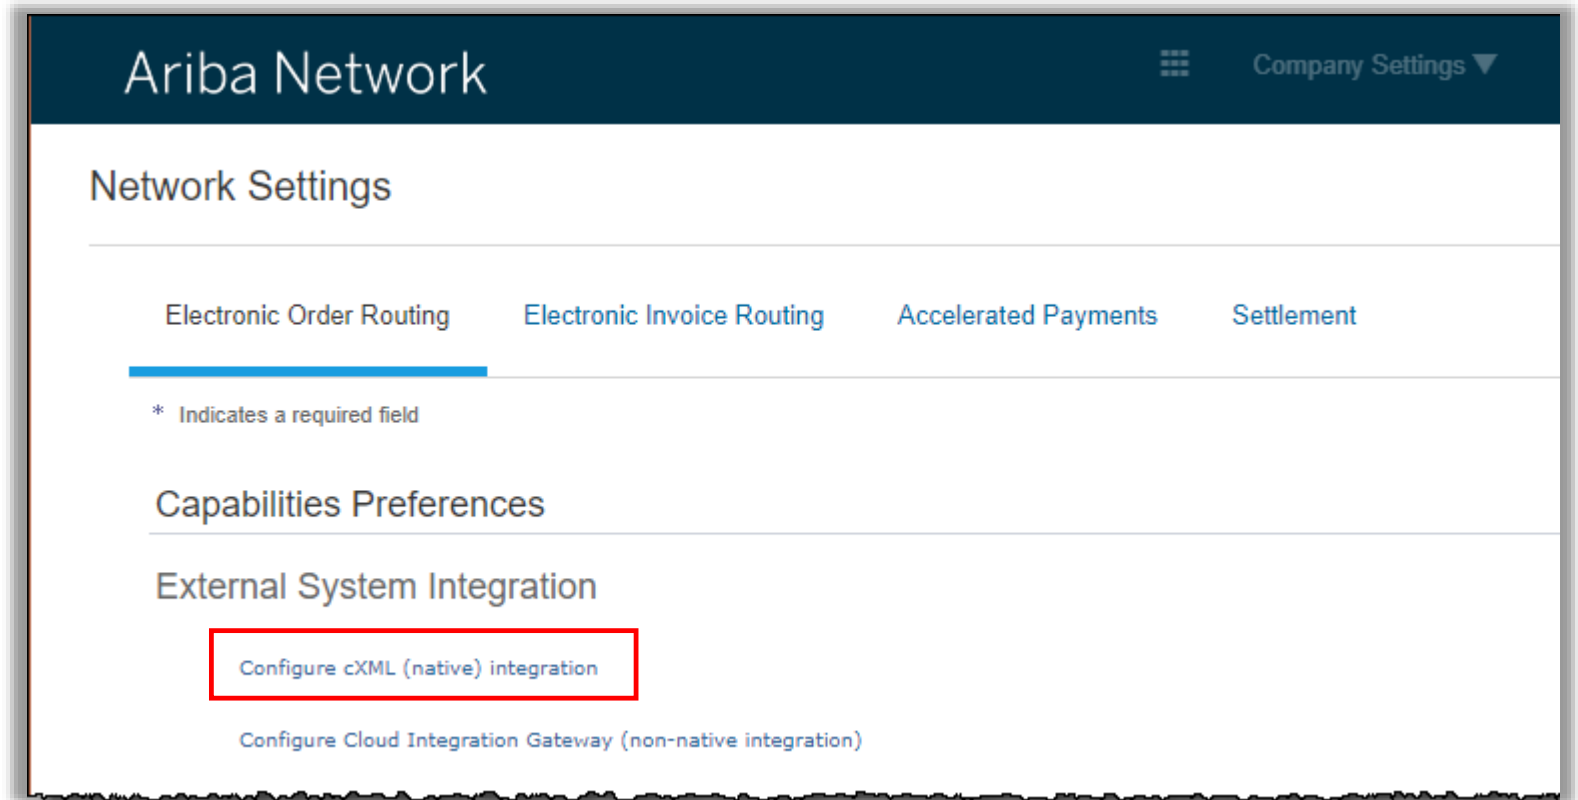 Ariba Network
Company Settings ▼
Network Settings
Electronic Order Routing
Electronic Invoice Routing
Accelerated Payments
Settlement
* Indicates a required field
Capabilities Preferences
External System Integration
Configure cXML (native) integration
Configure Cloud Integration Gateway (non-native integration)